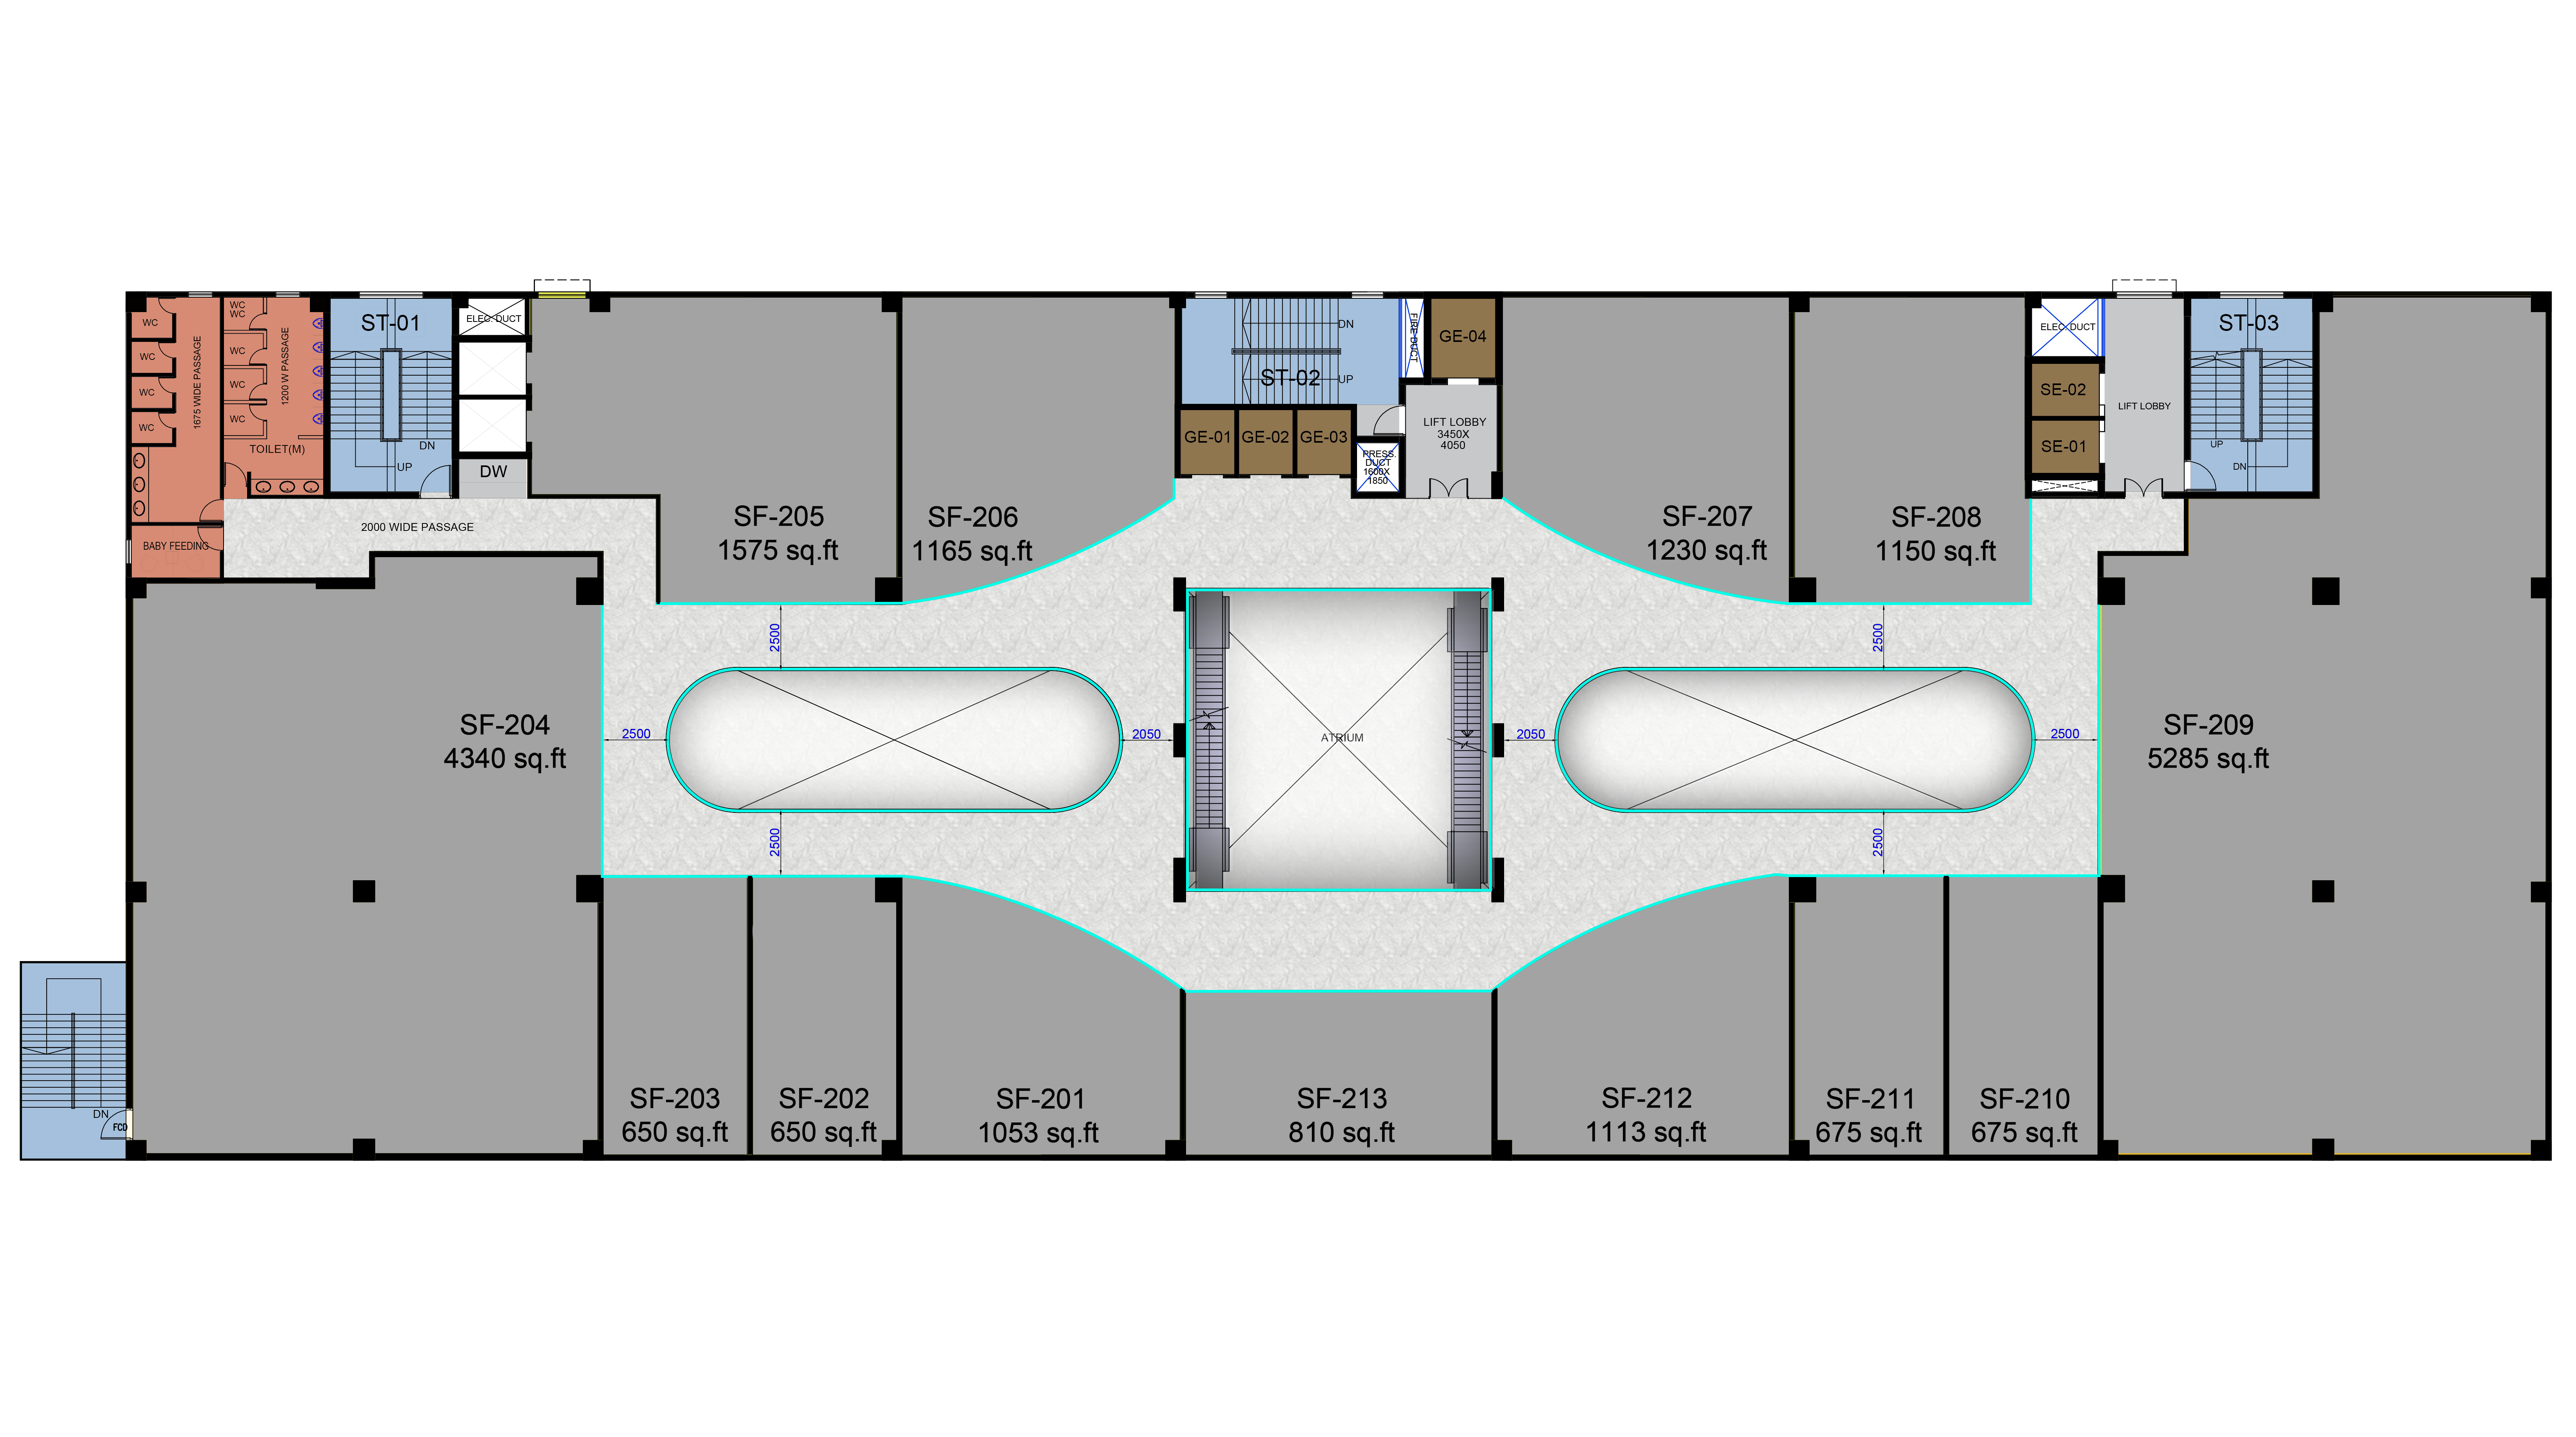 WC
WC
WC
WC
1675 WIDE PASSAGE
WC
WC
WC
WC
WC
1200 W PASSAGE
TOILET(M)
BABY FEEDING
ST-01
DN
UP
ELEC. DUCT
DW
2000 WIDE PASSAGE
SF-205
1575 sq.ft
SF-206
1165 sq.ft
DN
ST-02
UP
FIRE DUCT
GE-04
GE-01
GE-02
GE-03
PRESS.
DUCT
1600X
1850
LIFT LOBBY
3450X
4050
SF-207
1230 sq.ft
SF-208
1150 sq.ft
ELEC. DUCT
SE-02
SE-01
LIFT LOBBY
ST-03
UP
DN
2500
2500
SF-204
4340 sq.ft
2500
2050
ATRIUM
2050
2500
SF-209
5285 sq.ft
2500
2500
DN
FCD
SF-203
650 sq.ft
SF-202
650 sq.ft
SF-201
1053 sq.ft
SF-213
810 sq.ft
SF-212
1113 sq.ft
SF-211
675 sq.ft
SF-210
675 sq.ft